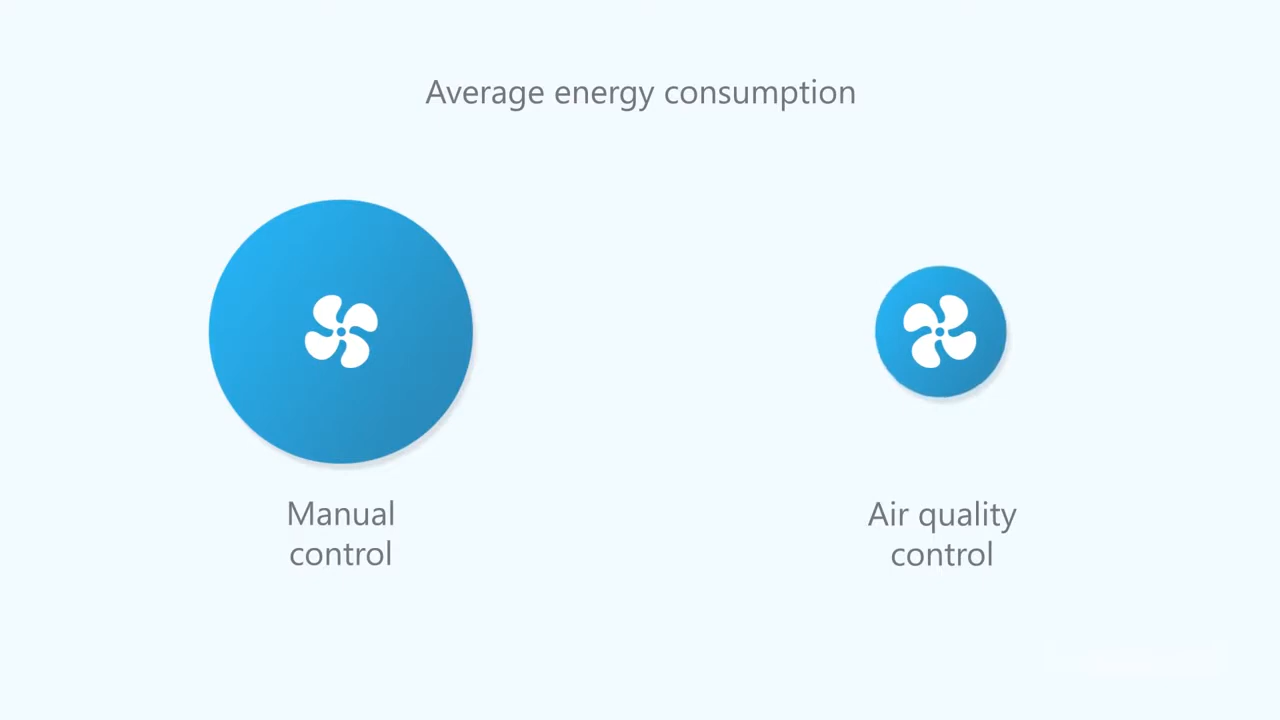 Average energy consumption
Manual
control
Air quality
control